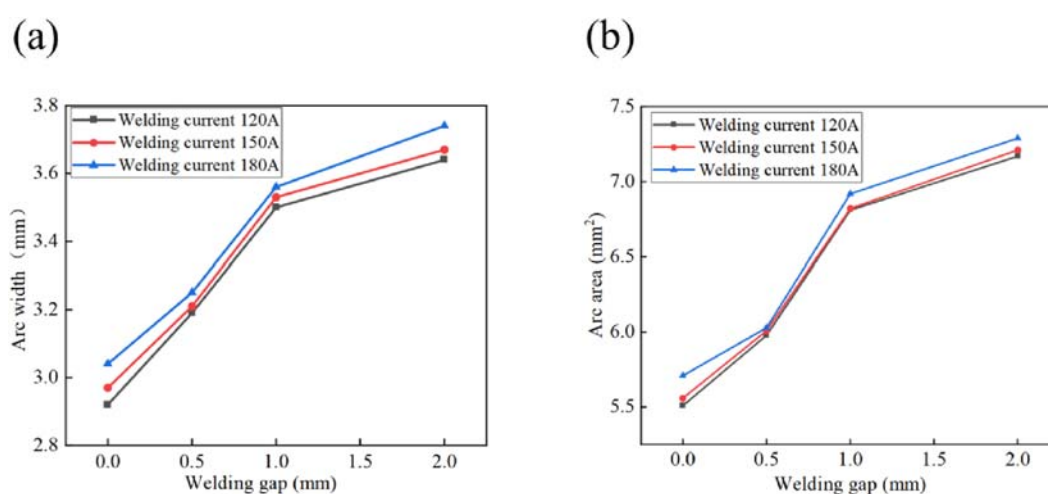 (a)
3.8
3.6
3.4
3.2
3.0
2.8
Arc width（mm）
Welding current 120A
Welding current 150A
Welding current 180A
0.0 0.5 1.0 1.5 2.0
Welding gap (mm)
(b)
7.5
7.0
6.5
6.0
5.5
Arc area (mm²)
Welding current 120A
Welding current 150A
Welding current 180A
0.0 0.5 1.0 1.5 2.0
Welding gap (mm)